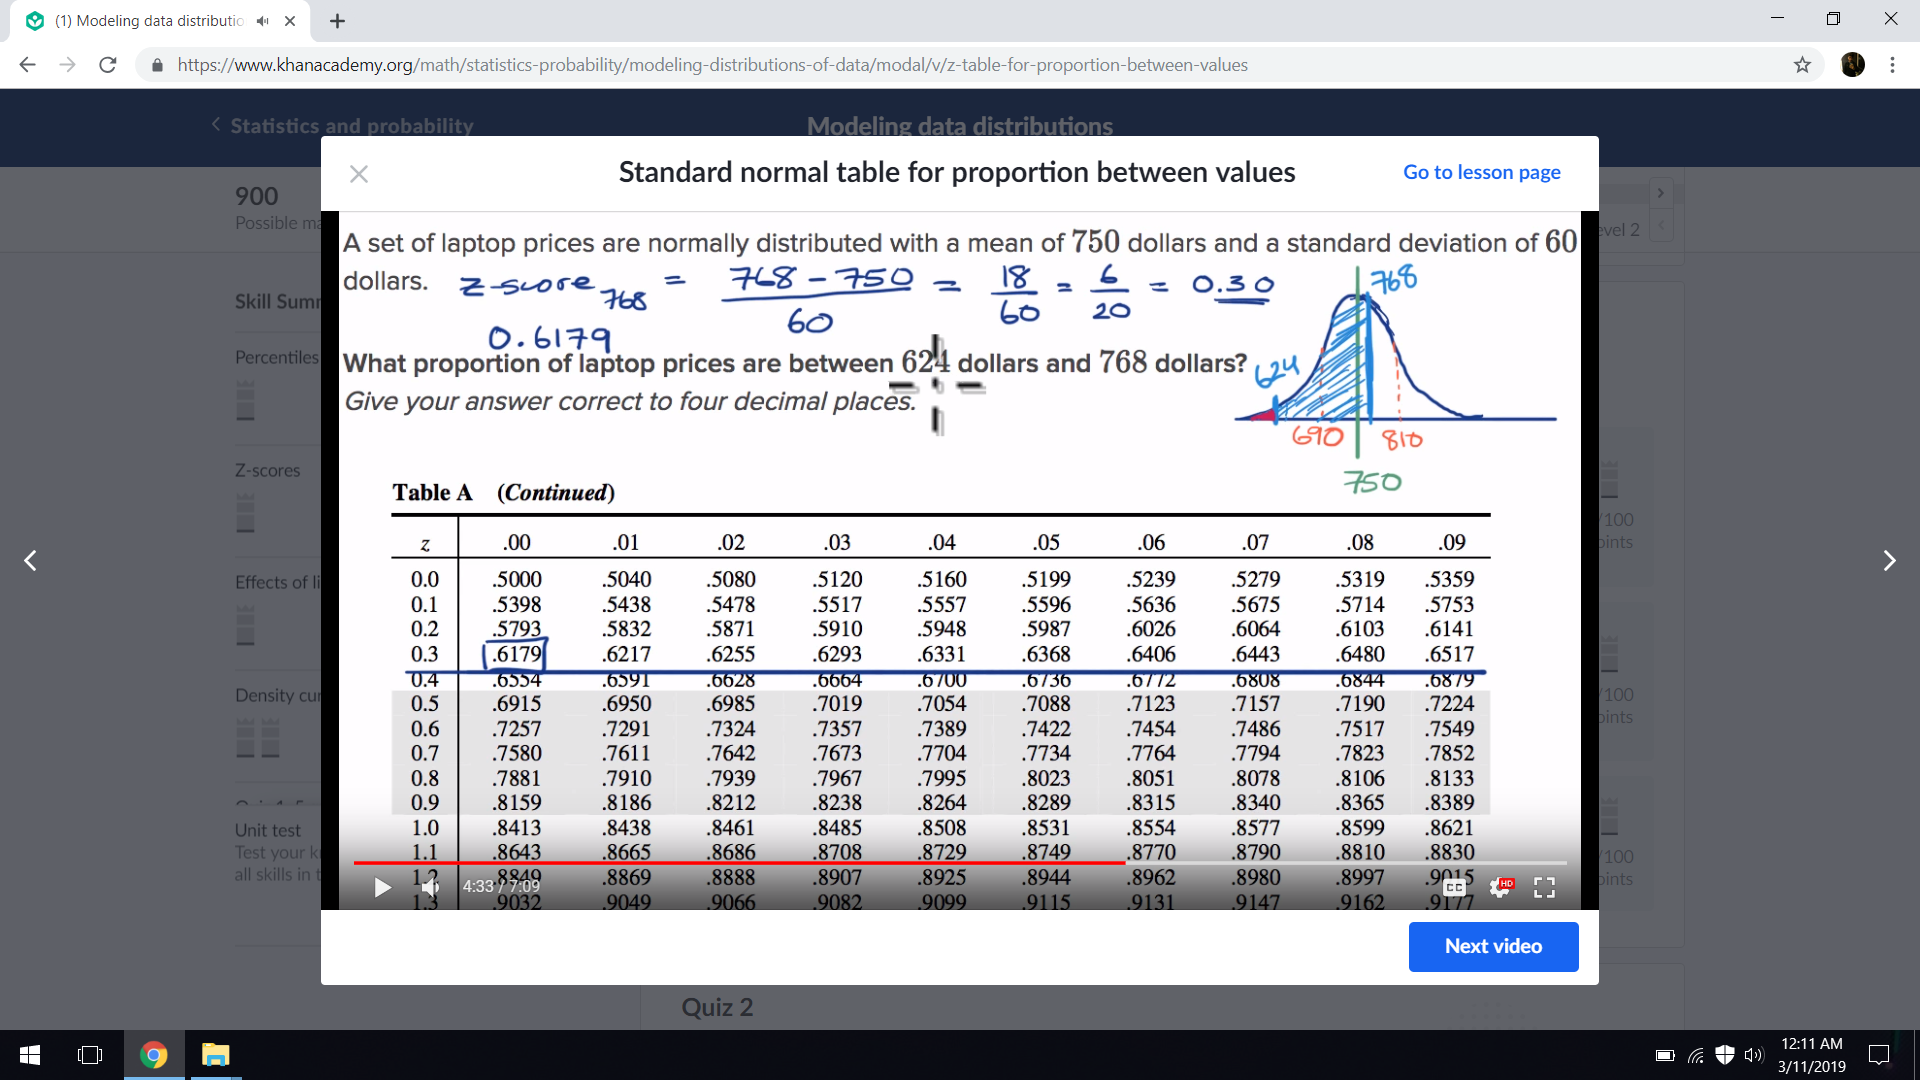 (1) Modeling data distributio
https://www.khanacademy.org/math/statistics-probability/modeling-distributions-of-data/modal/v/z-table-for-proportion-between-values
Statistics and probability
Modeling data distributions
Standard normal table for proportion between values
Go to lesson page
900
Possible ma
evel 2
Skill Summ
Percentiles
Z-scores
Effects of li
Density cur
Unit test
Test your k
all skills in t
/100
oints
/100
oints
/100
oints
A set of laptop prices are normally distributed with a mean of 750 dollars and a standard deviation of 60
dollars. z-score 768 = 768 - 750 / 60 = 18 / 60 = 6 / 20 = 0.30
0.6179
What proportion of laptop prices are between 624 dollars and 768 dollars?
Give your answer correct to four decimal places.
768
624
690 810
750
Table A (Continued)
z .00 .01 .02 .03 .04 .05 .06 .07 .08 .09
0.0 .5000 .5040 .5080 .5120 .5160 .5199 .5239 .5279 .5319 .5359
0.1 .5398 .5438 .5478 .5517 .5557 .5596 .5636 .5675 .5714 .5753
0.2 .5793 .5832 .5871 .5910 .5948 .5987 .6026 .6064 .6103 .6141
0.3 .6179 .6217 .6255 .6293 .6331 .6368 .6406 .6443 .6480 .6517
0.4 .6554 .6591 .6628 .6664 .6700 .6736 .6772 .6808 .6844 .6879
0.5 .6915 .6950 .6985 .7019 .7054 .7088 .7123 .7157 .7190 .7224
0.6 .7257 .7291 .7324 .7357 .7389 .7422 .7454 .7486 .7517 .7549
0.7 .7580 .7611 .7642 .7673 .7704 .7734 .7764 .7794 .7823 .7852
0.8 .7881 .7910 .7939 .7967 .7995 .8023 .8051 .8078 .8106 .8133
0.9 .8159 .8186 .8212 .8238 .8264 .8289 .8315 .8340 .8365 .8389
1.0 .8413 .8438 .8461 .8485 .8508 .8531 .8554 .8577 .8599 .8621
1.1 .8643 .8665 .8686 .8708 .8729 .8749 .8770 .8790 .8810 .8830
1.2 .8849 .8869 .8888 .8907 .8925 .8944 .8962 .8980 .8997 .9015
1.3 .9032 .9049 .9066 .9082 .9099 .9115 .9131 .9147 .9162 .9177
4:33 / 7:09
CC
HD
Next video
Quiz 2
12:11 AM
3/11/2019